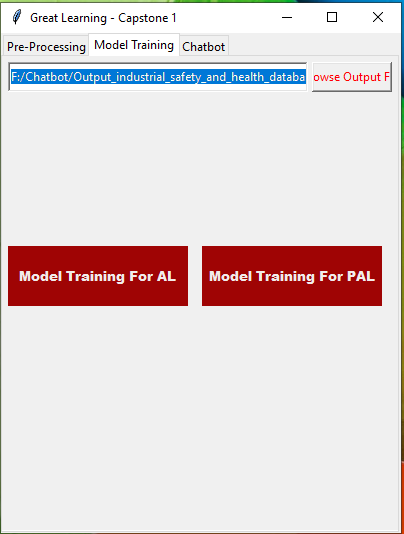 Great Learning - Capstone 1
Pre-Processing Model Training Chatbot
F:/Chatbot/Output_industrial_safety_and_health_databa owse Output F
Model Training For AL Model Training For PAL